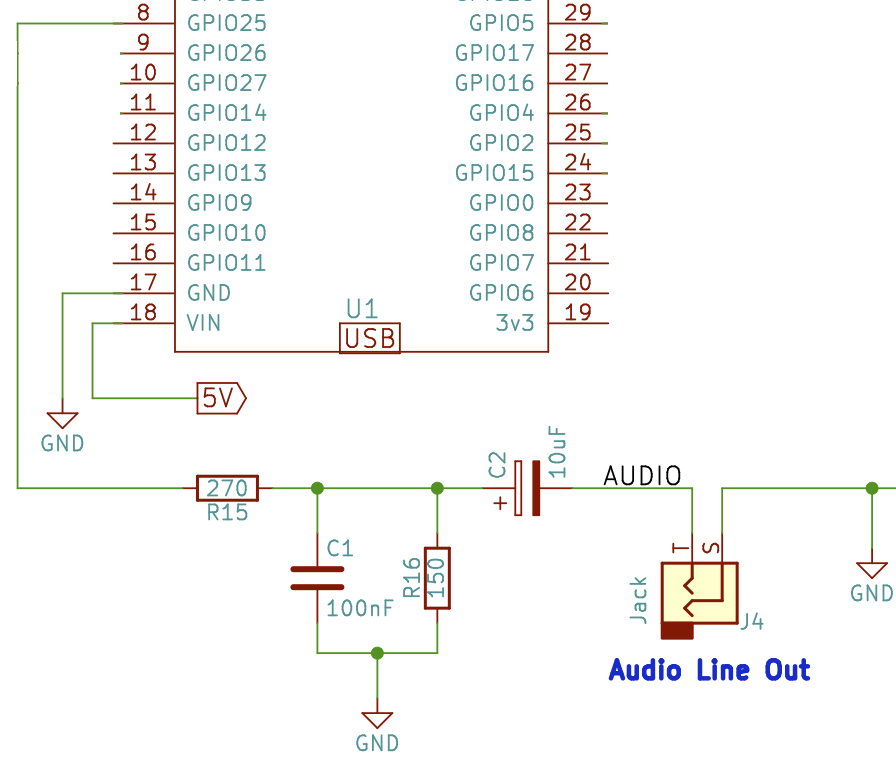 8 GPIO25 GPIO5 29
9 GPIO26 GPIO17 28
10 GPIO27 GPIO16 27
11 GPIO14 GPIO4 26
12 GPIO12 GPIO2 25
13 GPIO13 GPIO15 24
14 GPIO9 GPIO0 23
15 GPIO10 GPIO8 22
16 GPIO11 GPIO7 21
17 GND GPIO6 20
U1
18 VIN 3v3 19
USB
5V
GND
C2
10uF
AUDIO
270
R15
+
C1
100nF
R16
150
T
S
Jack
J4
GND
Audio Line Out
GND